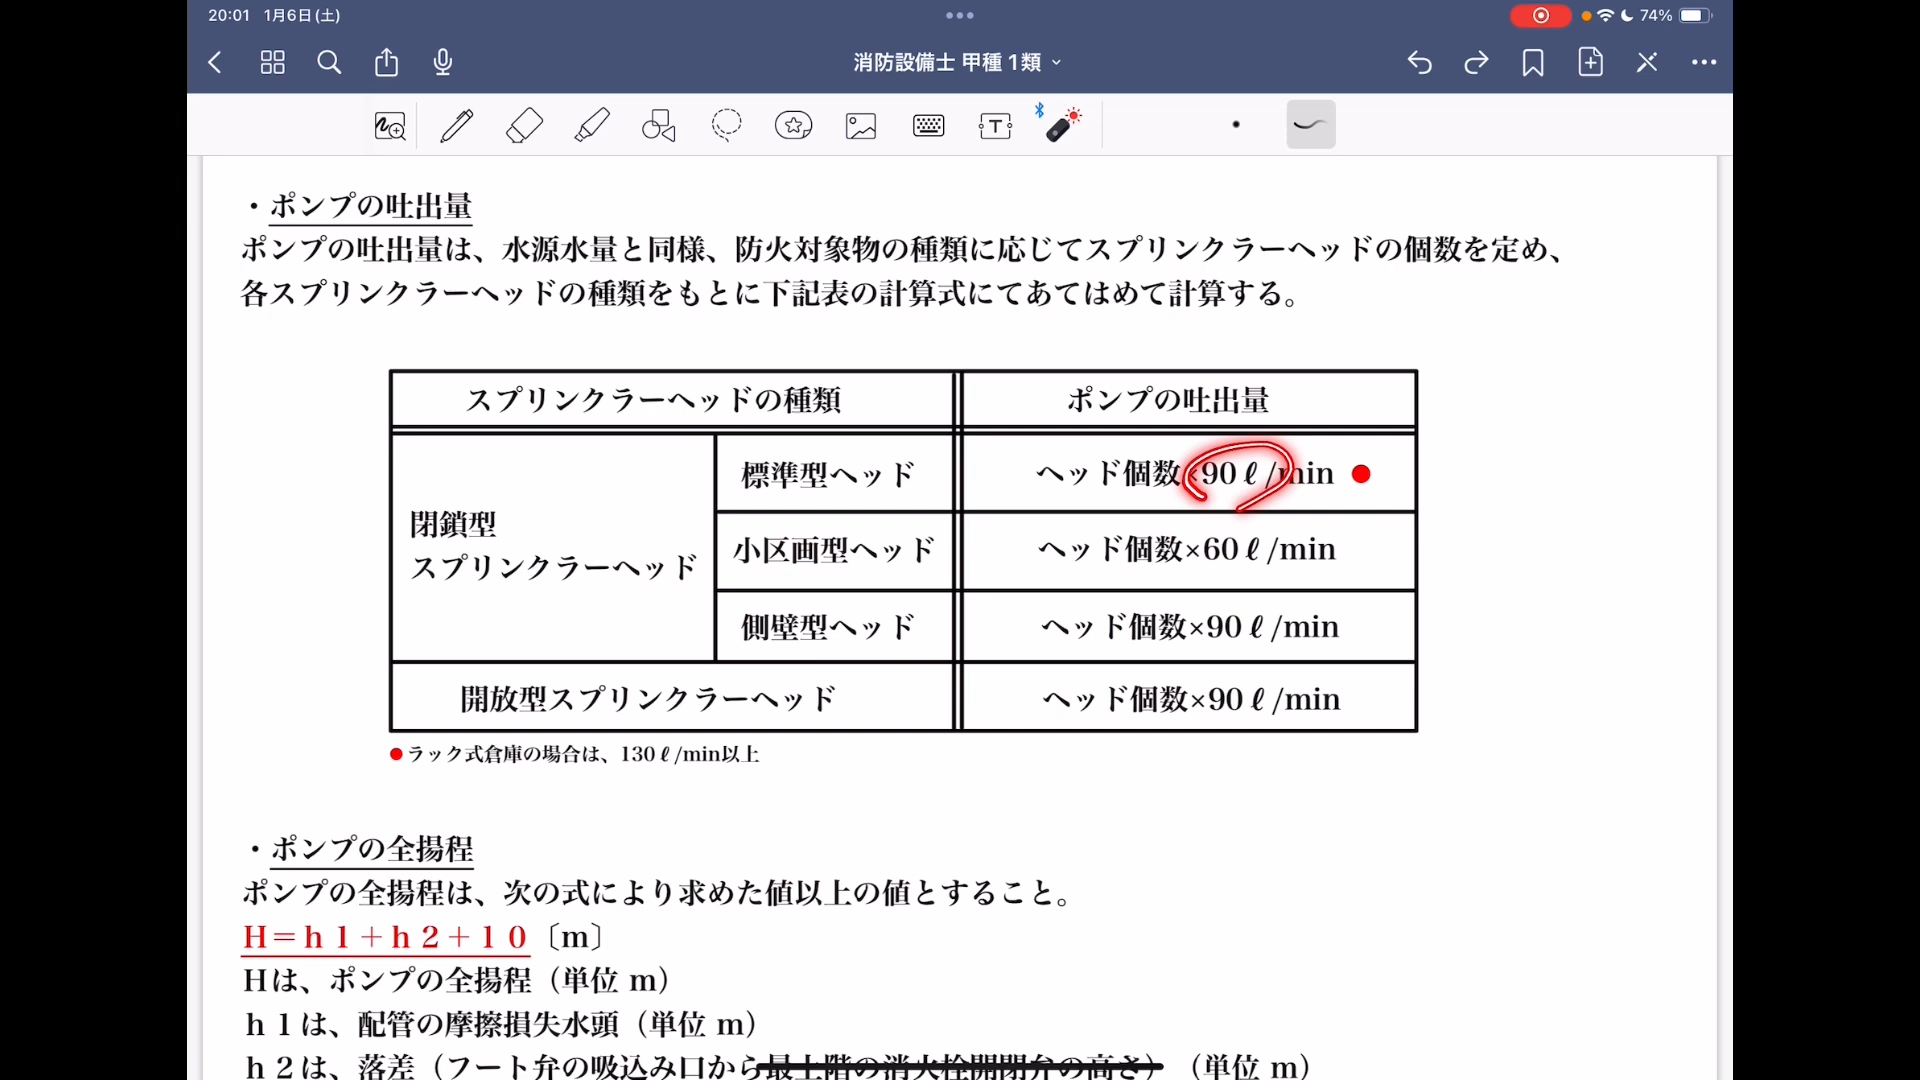 20:01 1月6日(土)
74%
消防設備士 甲種 1類
・ポンプの吐出量
ポンプの吐出量は、水源水量と同様、防火対象物の種類に応じてスプリンクラーヘッドの個数を定め、
各スプリンクラーヘッドの種類をもとに下記表の計算式にてあてはめて計算する。
スプリンクラーヘッドの種類 ポンプの吐出量
閉鎖型
スプリンクラーヘッド
標準型ヘッド ヘッド個数×90ℓ/min
小区画型ヘッド ヘッド個数×60ℓ/min
側壁型ヘッド ヘッド個数×90ℓ/min
開放型スプリンクラーヘッド ヘッド個数×90ℓ/min
●ラック式倉庫の場合は、130ℓ/min以上
・ポンプの全揚程
ポンプの全揚程は、次の式により求めた値以上の値とすること。
H＝h1＋h2＋10〔m〕
Hは、ポンプの全揚程（単位 m）
h1は、配管の摩擦損失水頭（単位 m）
h2は、落差（フート弁の吸込み口から最上階の消火栓開閉弁の高さ）（単位 m）